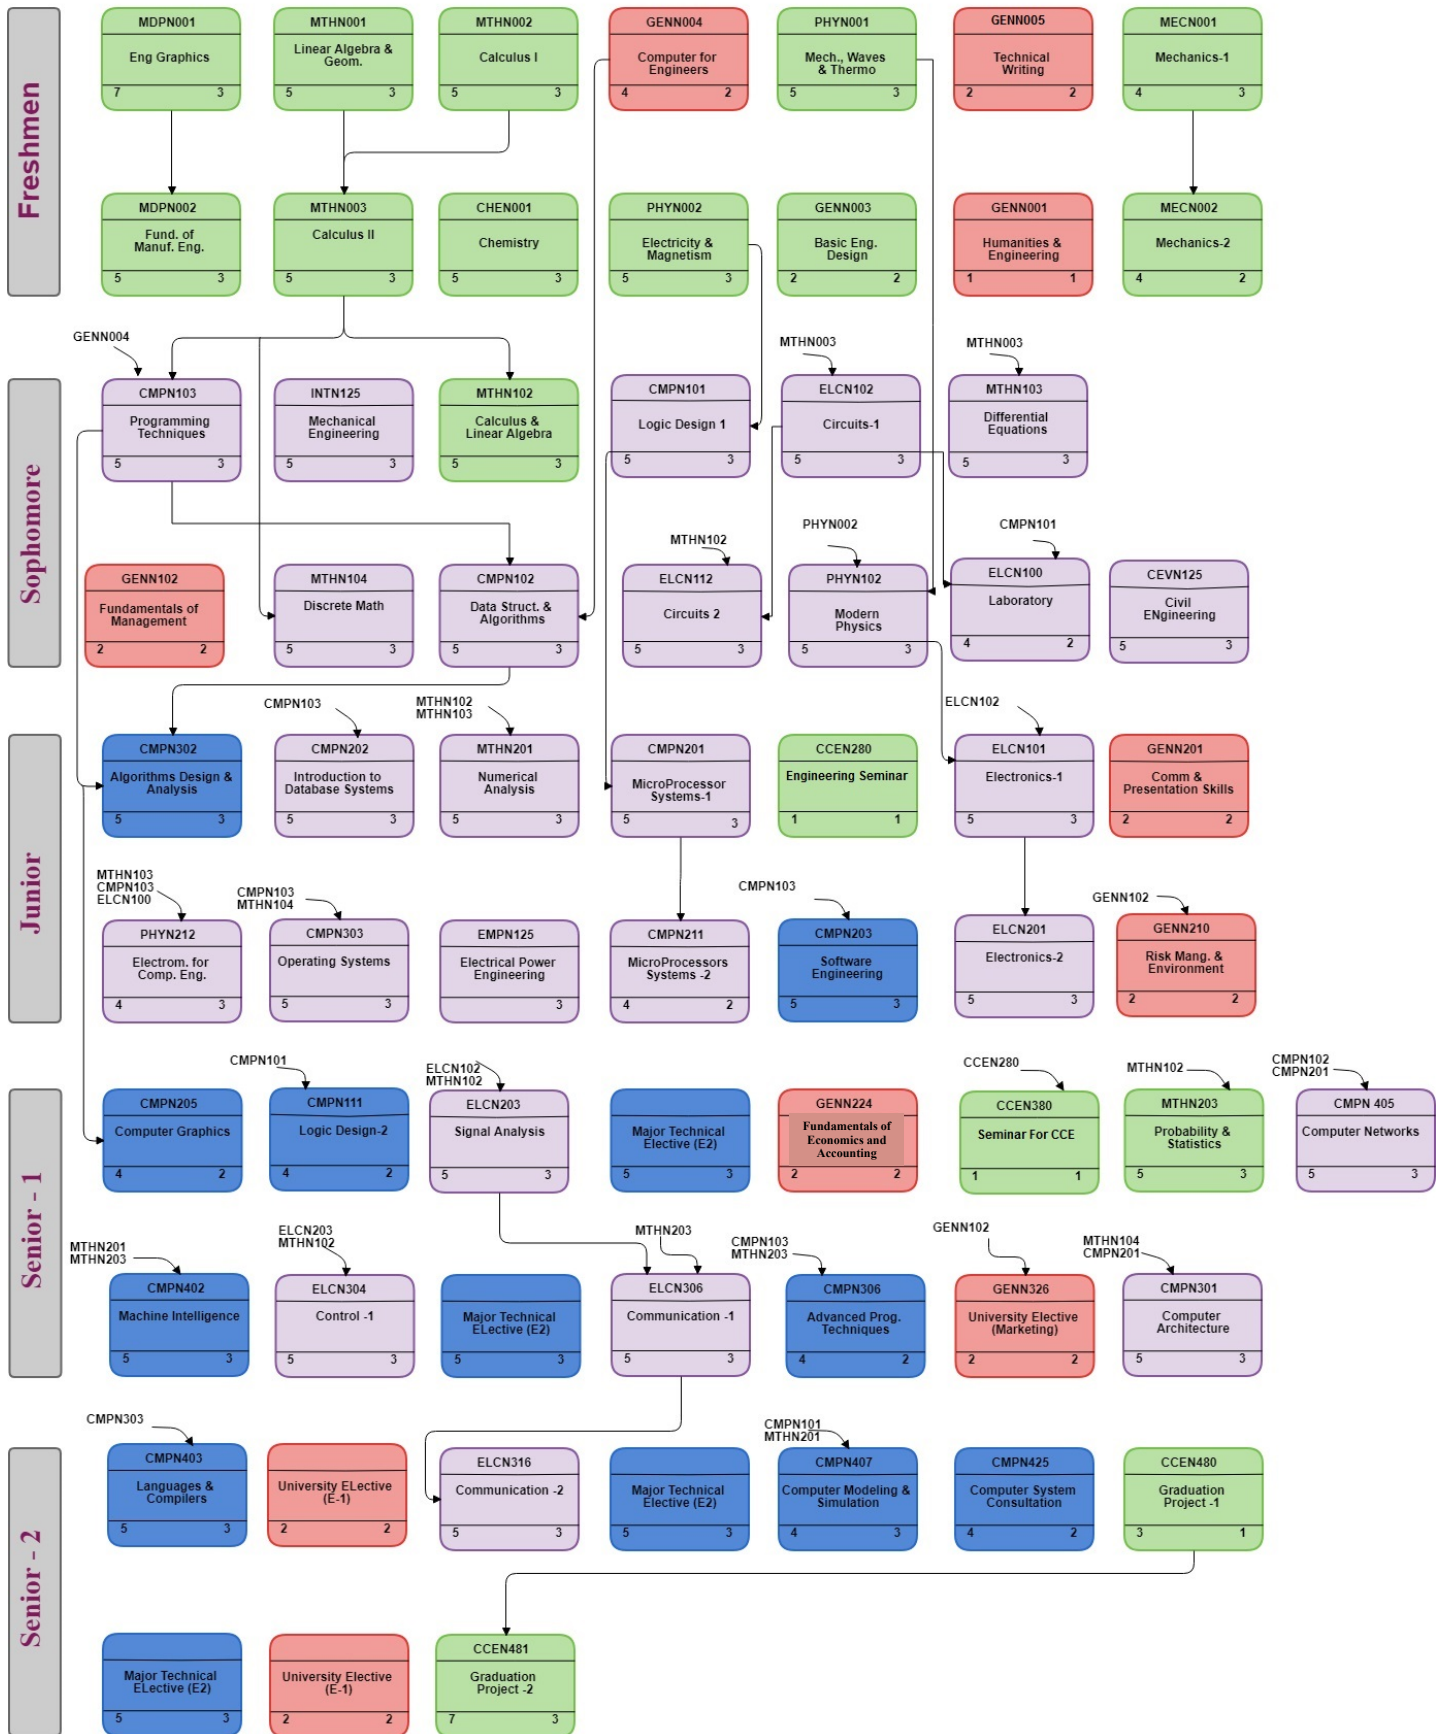 Freshmen
MDPN001
Eng Graphics
7 3
MTHN001
Linear Algebra &
Geom.
5 3
MTHN002
Calculus I
5 3
GENN004
Computer for
Engineers
4 2
PHYN001
Mech., Waves
& Thermo
5 3
GENN005
Technical
Writing
2 2
MECN001
Mechanics-1
4 3
MDPN002
Fund. of
Manuf. Eng.
5 3
MTHN003
Calculus II
5 3
CHEN001
Chemistry
5 3
PHYN002
Electricity &
Magnetism
5 3
GENN003
Basic Eng.
Design
2 2
GENN001
Humanities &
Engineering
1 1
MECN002
Mechanics-2
4 2
Sophomore
GENN004
CMPN103
Programming
Techniques
5 3
INTN125
Mechanical
Engineering
5 3
MTHN102
Calculus &
Linear Algebra
5 3
CMPN101
Logic Design 1
5 3
MTHN003
ELCN102
Circuits-1
5 3
MTHN003
MTHN103
Differential
Equations
5 3
GENN102
Fundamentals of
Management
2 2
MTHN104
Discrete Math
5 3
CMPN102
Data Struct. &
Algorithms
5 3
MTHN102
ELCN112
Circuits 2
5 3
PHYN002
PHYN102
Modern
Physics
5 3
CMPN101
ELCN100
Laboratory
4 2
CEVN125
Civil
ENgineering
5 3
Junior
CMPN302
Algorithms Design &
Analysis
5 3
CMPN103
CMPN202
Introduction to
Database Systems
5 3
MTHN102
MTHN103
MTHN201
Numerical
Analysis
5 3
CMPN201
MicroProcessor
Systems-1
5 3
CCEN280
Engineering Seminar
1 1
ELCN102
ELCN101
Electronics-1
5 3
GENN201
Comm &
Presentation Skills
2 2
MTHN103
CMPN103
ELCN100
PHYN212
Electrom. for
Comp. Eng.
4 3
CMPN103
MTHN104
CMPN303
Operating Systems
5 3
EMPN125
Electrical Power
Engineering
3
CMPN211
MicroProcessors
Systems -2
4 2
CMPN103
CMPN203
Software
Engineering
5 3
ELCN201
Electronics-2
5 3
GENN102
GENN210
Risk Mang. &
Environment
2 2
Senior - 1
CMPN205
Computer Graphics
4 2
CMPN101
CMPN111
Logic Design-2
4 2
ELCN102
MTHN102
ELCN203
Signal Analysis
5 3
Major Technical
Elective (E2)
5 3
GENN224
Fundamentals of
Economics and
Accounting
2 2
CCEN280
CCEN380
Seminar For CCE
1 1
MTHN102
MTHN203
Probability &
Statistics
5 3
CMPN102
CMPN201
CMPN 405
Computer Networks
5 3
MTHN201
MTHN203
CMPN402
Machine Intelligence
5 3
ELCN203
MTHN102
ELCN304
Control -1
5 3
Major Technical
ELective (E2)
5 3
MTHN203
ELCN306
Communication -1
5 3
CMPN103
MTHN203
CMPN306
Advanced Prog.
Techniques
4 2
GENN102
GENN326
University Elective
(Marketing)
2 2
MTHN104
CMPN201
CMPN301
Computer
Architecture
5 3
Senior - 2
CMPN303
CMPN403
Languages &
Compilers
5 3
University ELective
(E-1)
2 2
ELCN316
Communication -2
5 3
Major Technical
Elective (E2)
5 3
CMPN101
MTHN201
CMPN407
Computer Modeling &
Simulation
4 3
CMPN425
Computer System
Consultation
4 2
CCEN480
Graduation
Project -1
3 1
Major Technical
ELective (E2)
5 3
University Elective
(E-1)
2 2
CCEN481
Graduation
Project -2
7 3